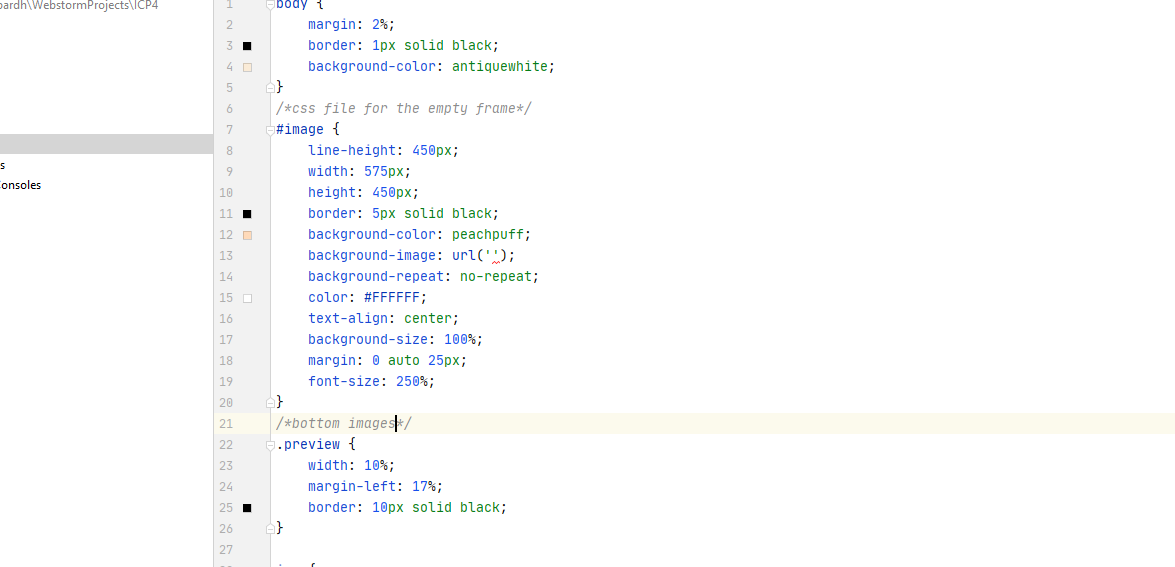 pardh\WebstormProjects\ICP4
s
Consoles
1 body {
2 margin: 2%;
3 border: 1px solid black;
4 background-color: antiquewhite;
5 }
6 /*css file for the empty frame*/
7 #image {
8 line-height: 450px;
9 width: 575px;
10 height: 450px;
11 border: 5px solid black;
12 background-color: peachpuff;
13 background-image: url('');
14 background-repeat: no-repeat;
15 color: #FFFFFF;
16 text-align: center;
17 background-size: 100%;
18 margin: 0 auto 25px;
19 font-size: 250%;
20 }
21 /*bottom images*/
22 .preview {
23 width: 10%;
24 margin-left: 17%;
25 border: 10px solid black;
26 }
27